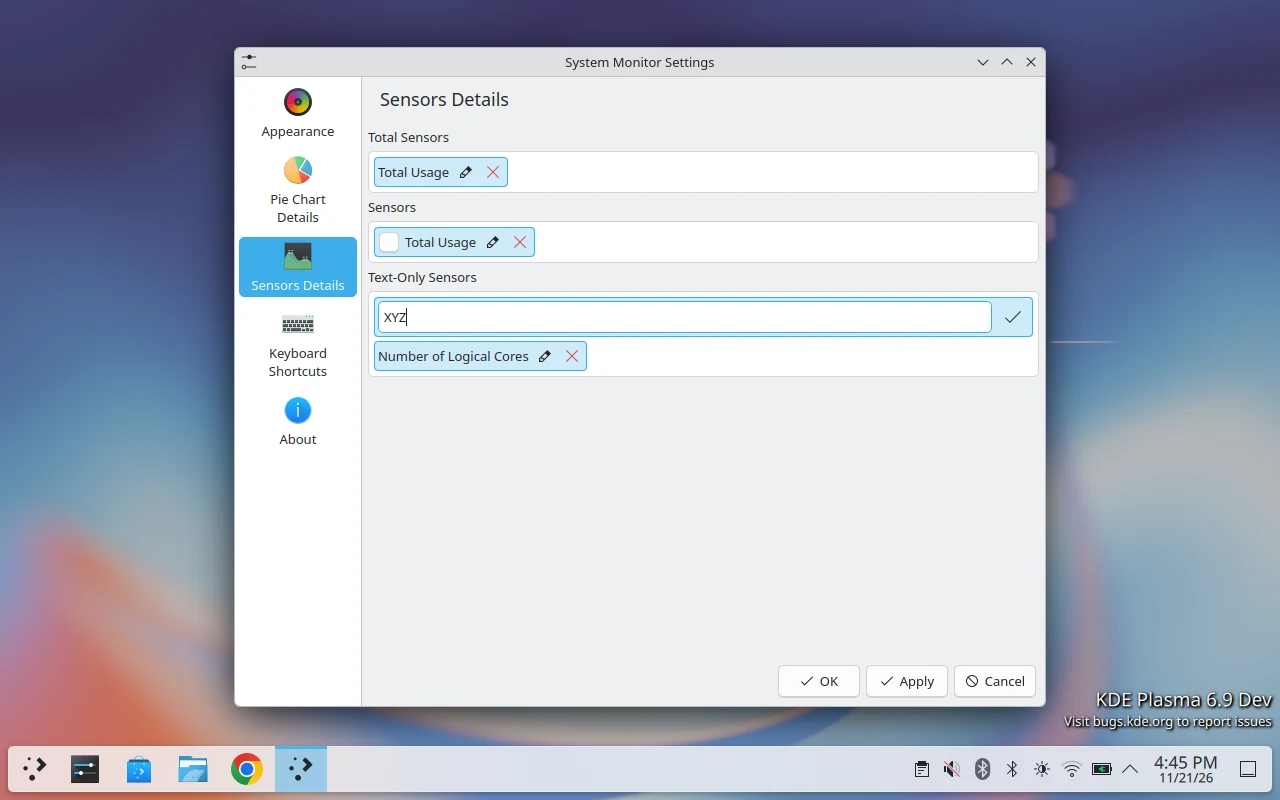 System Monitor Settings
Appearance
Pie Chart
Details
Sensors Details
Keyboard
Shortcuts
About
Sensors Details
Total Sensors
Total Usage
Sensors
Total Usage
Text-Only Sensors
XYZ
Number of Logical Cores
OK
Apply
Cancel
KDE Plasma 6.9 Dev
Visit bugs.kde.org to report issues
4:45 PM
11/21/26